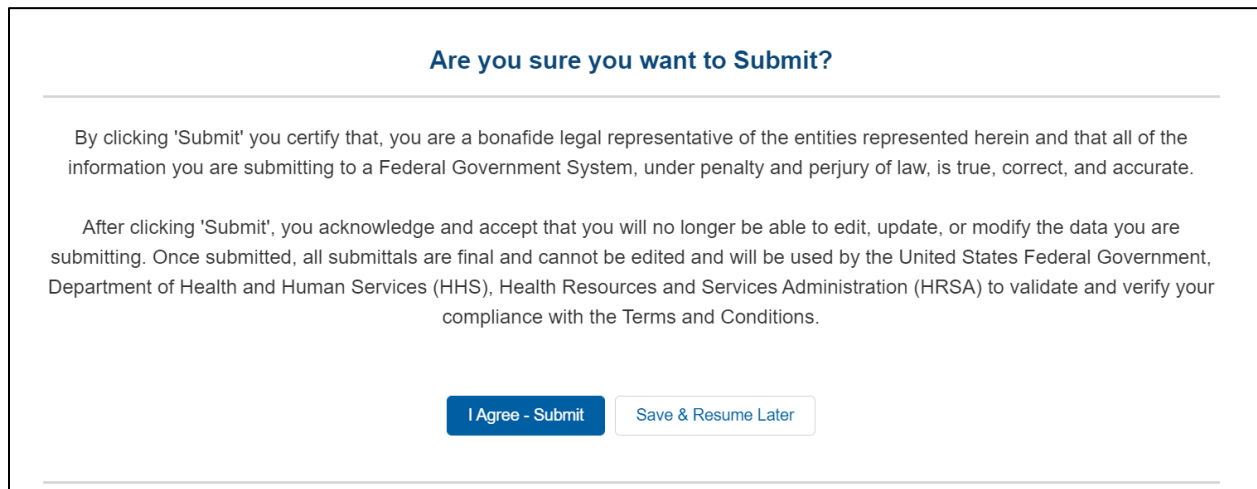 Are you sure you want to Submit?
By clicking 'Submit' you certify that, you are a bonafide legal representative of the entities represented herein and that all of the
information you are submitting to a Federal Government System, under penalty and perjury of law, is true, correct, and accurate.
After clicking 'Submit', you acknowledge and accept that you will no longer be able to edit, update, or modify the data you are
submitting. Once submitted, all submittals are final and cannot be edited and will be used by the United States Federal Government,
Department of Health and Human Services (HHS), Health Resources and Services Administration (HRSA) to validate and verify your
compliance with the Terms and Conditions.
I Agree - Submit
Save & Resume Later